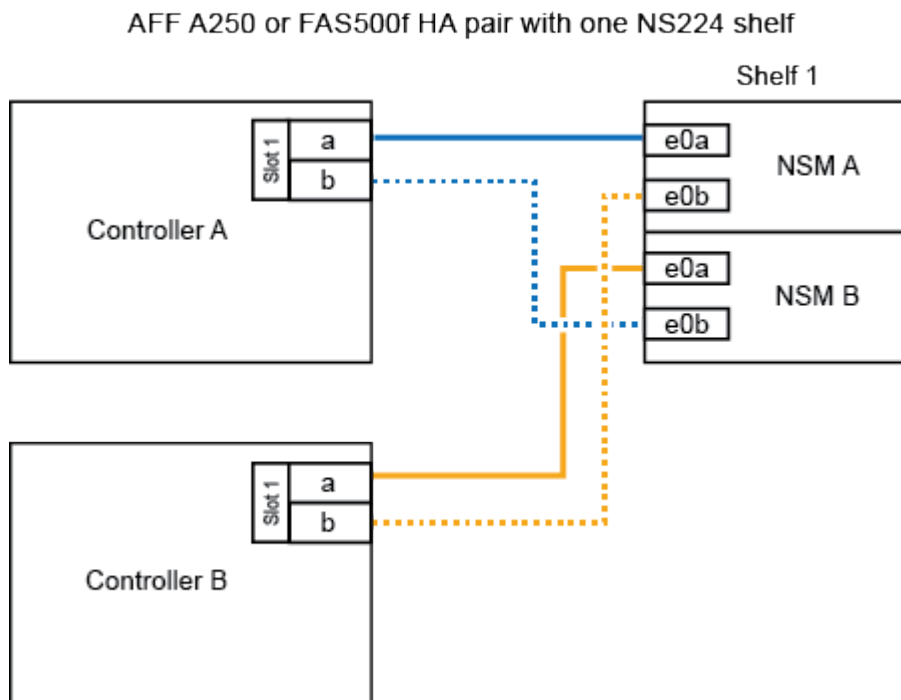 AFF A250 or FAS500f HA pair with one NS224 shelf
Shelf 1
Slot 1
a
b
Controller A
e0a
e0b
NSM A
e0a
e0b
NSM B
Slot 1
a
b
Controller B